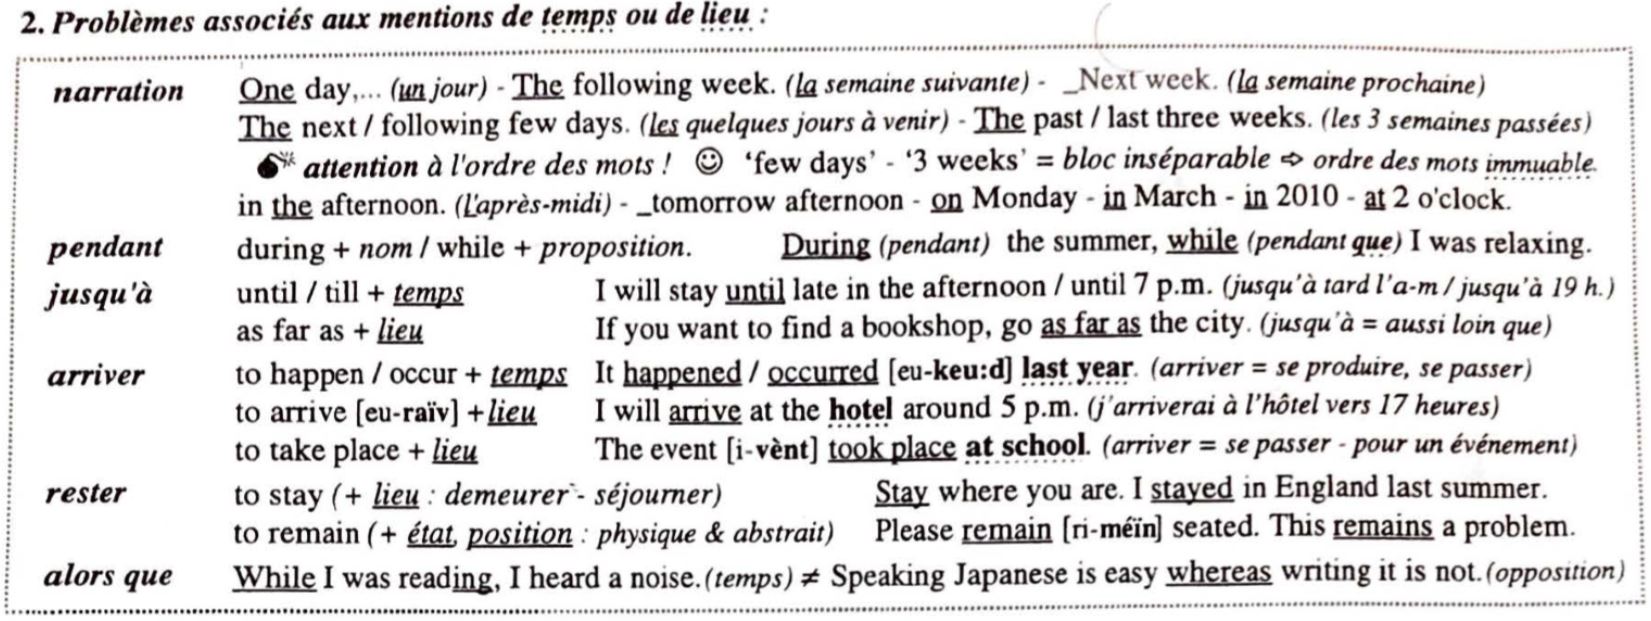 2. Problèmes associés aux mentions de temps ou de lieu :
narration One day,... (un jour) - The following week. (la semaine suivante) - _Next week. (la semaine prochaine)
The next / following few days. (les quelques jours à venir) - The past / last three weeks. (les 3 semaines passées)
💣 attention à l'ordre des mots ! ☺ ‘few days’ - ‘3 weeks’ = bloc inséparable ⇨ ordre des mots immuable.
in the afternoon. (L'après-midi) - _tomorrow afternoon - on Monday - in March - in 2010 - at 2 o'clock.
pendant during + nom / while + proposition. During (pendant) the summer, while (pendant que) I was relaxing.
jusqu'à until / till + temps I will stay until late in the afternoon / until 7 p.m. (jusqu'à tard l'a-m / jusqu'à 19 h.)
as far as + lieu If you want to find a bookshop, go as far as the city. (jusqu'à = aussi loin que)
arriver to happen / occur + temps It happened / occurred [eu-keu:d] last year. (arriver = se produire, se passer)
to arrive [eu-raïv] + lieu I will arrive at the hotel around 5 p.m. (j'arriverai à l'hôtel vers 17 heures)
to take place + lieu The event [i-vènt] took place at school. (arriver = se passer - pour un événement)
rester to stay (+ lieu : demeurer - séjourner) Stay where you are. I stayed in England last summer.
to remain (+ état, position : physique & abstrait) Please remain [ri-méïn] seated. This remains a problem.
alors que While I was reading, I heard a noise. (temps) ≠ Speaking Japanese is easy whereas writing it is not. (opposition)